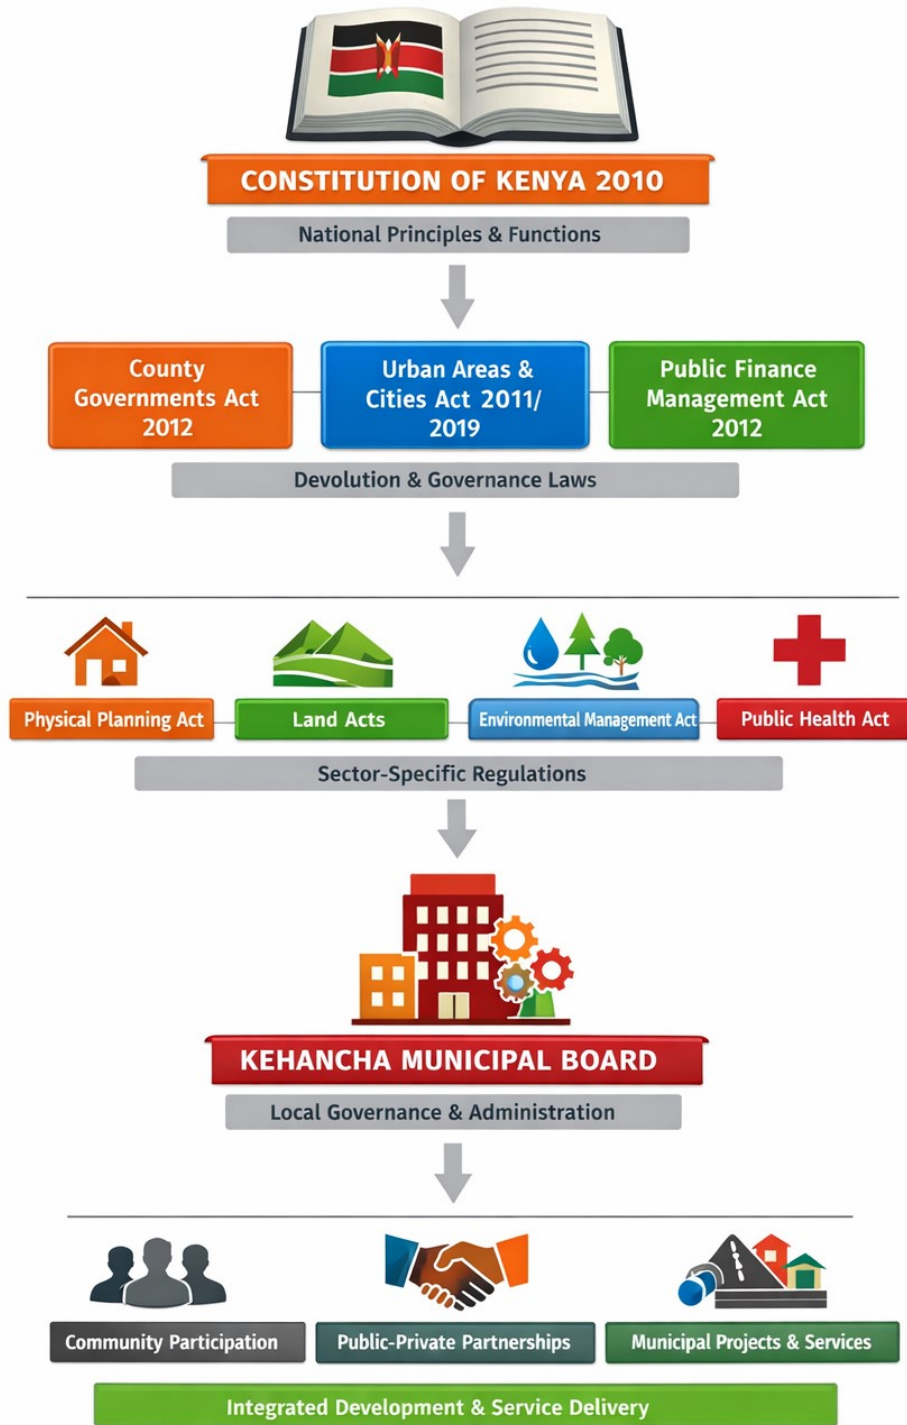 CONSTITUTION OF KENYA 2010
National Principles & Functions
County
Governments Act
2012
Urban Areas &
Cities Act 2011/
2019
Public Finance
Management Act
2012
Devolution & Governance Laws
Physical Planning Act
Land Acts
Environmental Management Act
Public Health Act
Sector-Specific Regulations
KEHANCHA MUNICIPAL BOARD
Local Governance & Administration
Community Participation
Public-Private Partnerships
Municipal Projects & Services
Integrated Development & Service Delivery